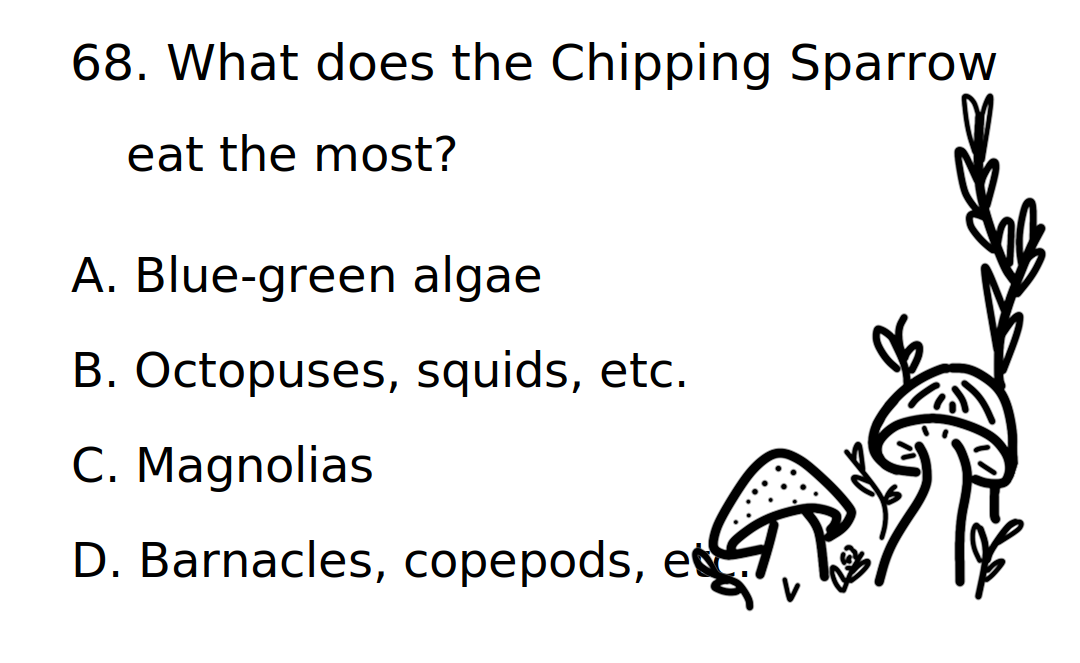 68. What does the Chipping Sparrow
eat the most?
A. Blue-green algae
B. Octopuses, squids, etc.
C. Magnolias
D. Barnacles, copepods, etc.